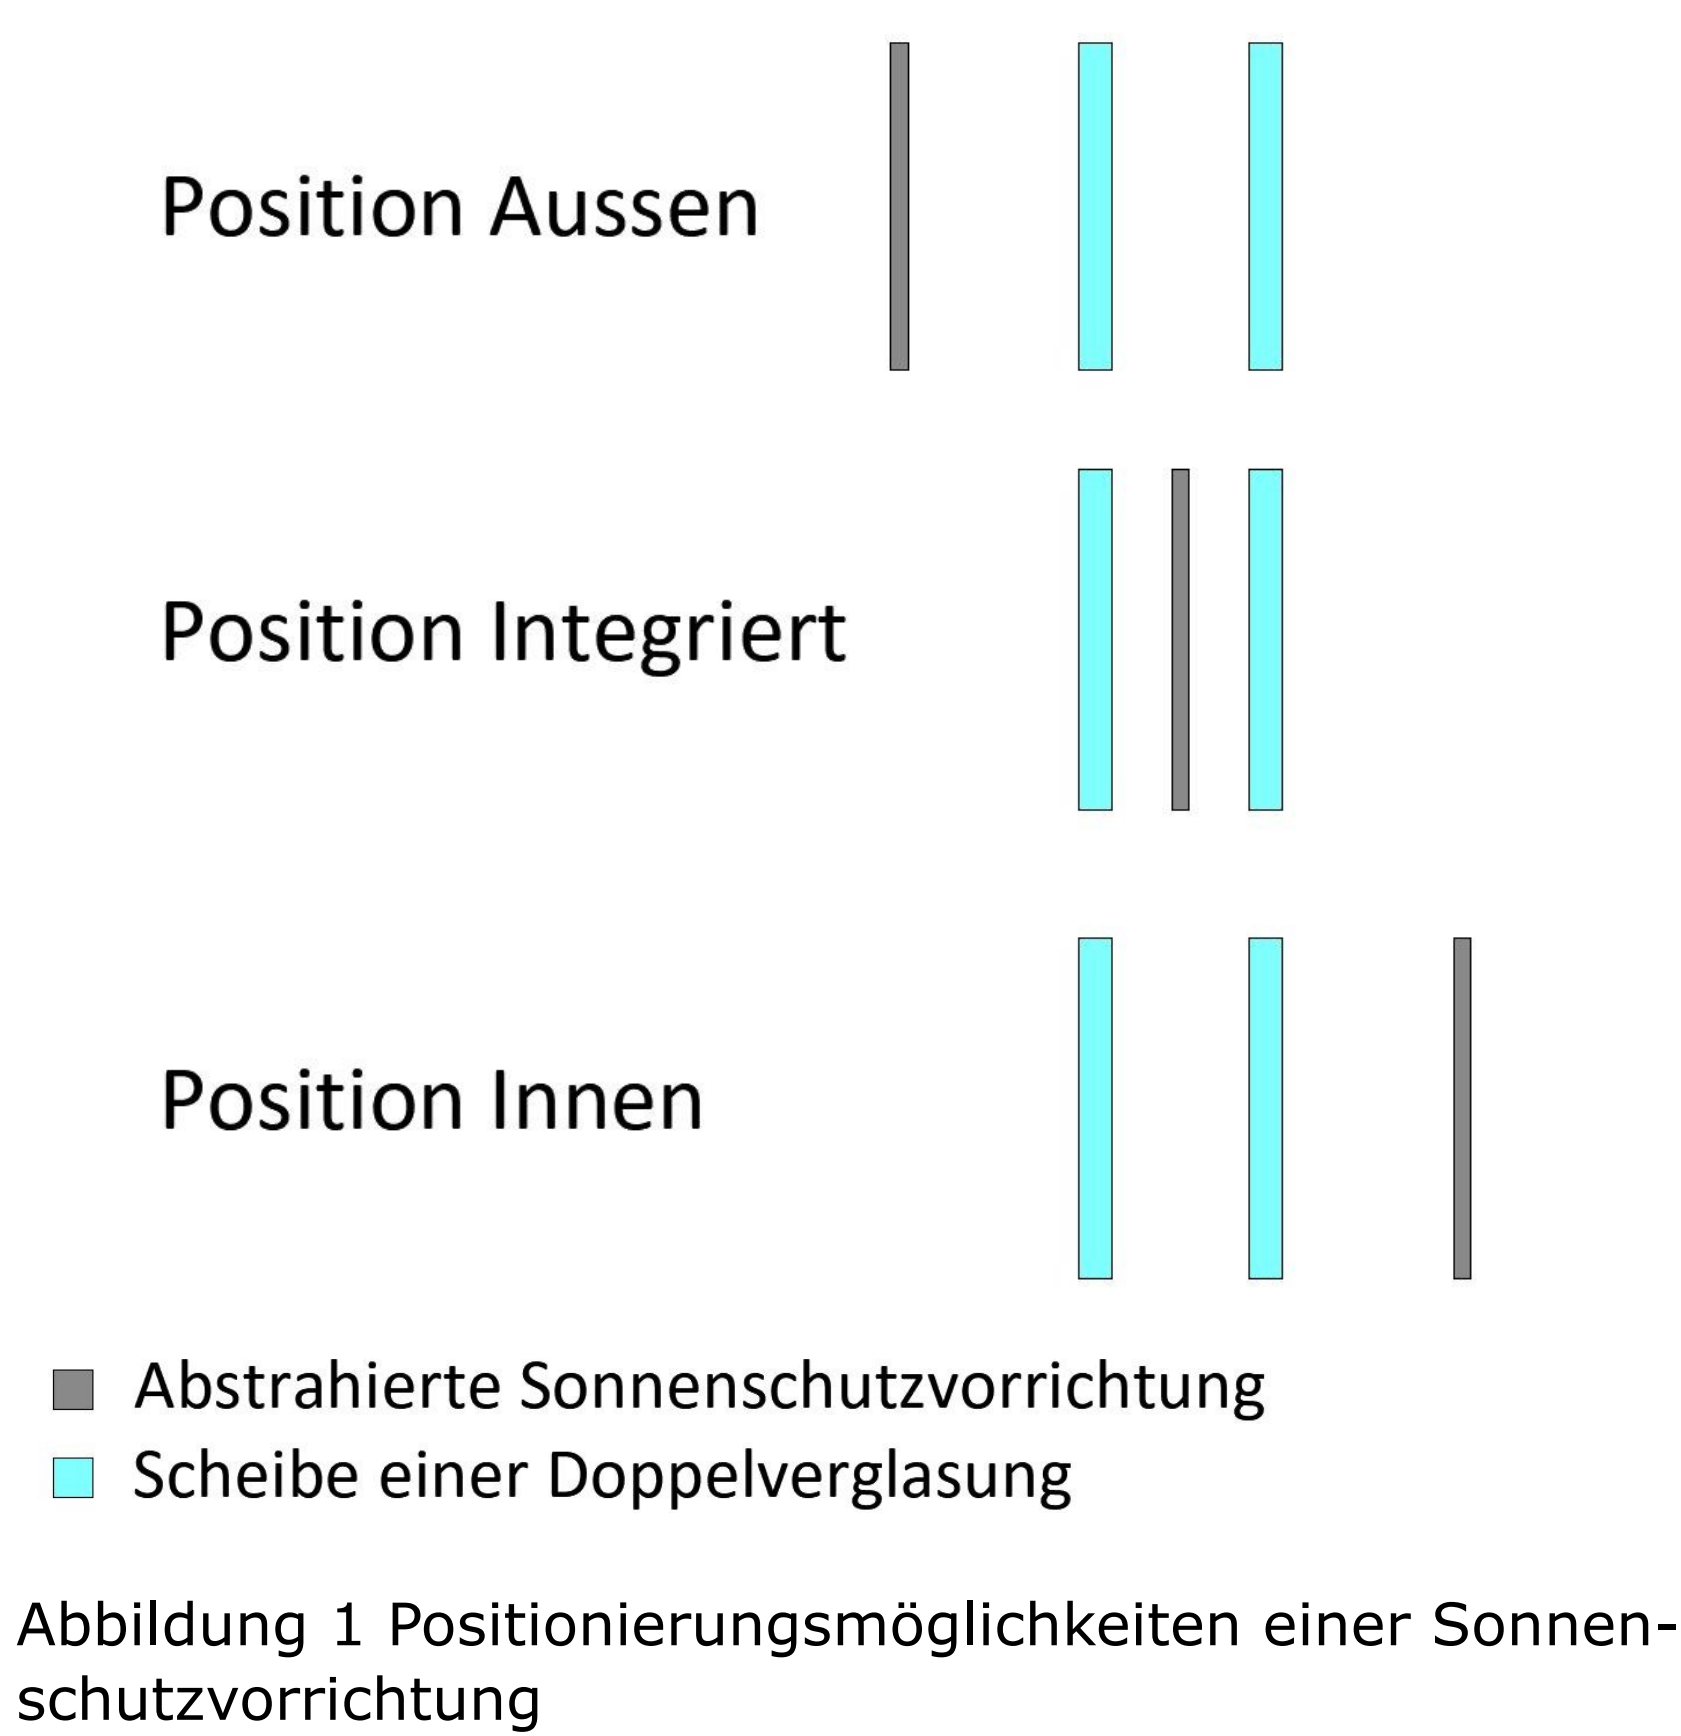 Position Aussen
Position Integriert
Position Innen
Abstrahierte Sonnenschutzvorrichtung
Scheibe einer Doppelverglasung
Abbildung 1 Positionierungsmöglichkeiten einer Sonnen-
schutzvorrichtung